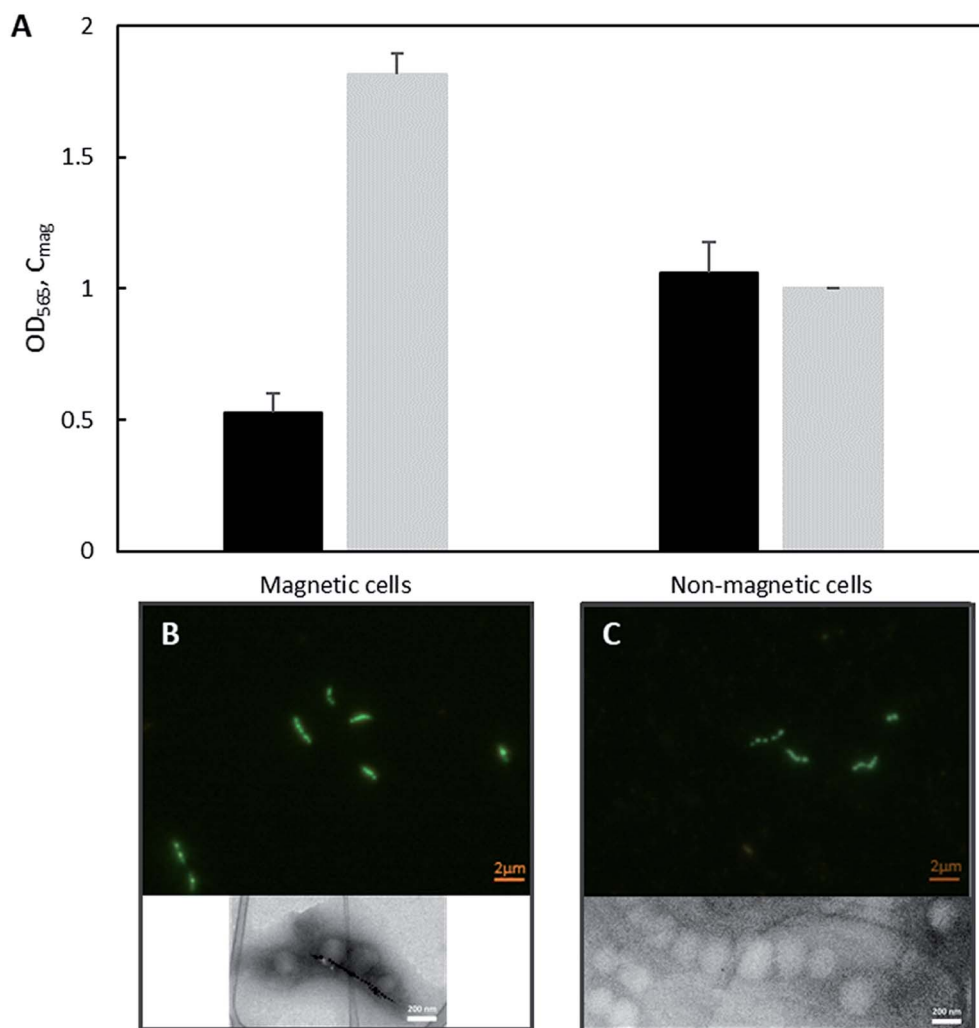 A
2
1.5
1
0.5
0
OD565, Cmag
Magnetic cells
Non-magnetic cells
B
C
2μm
2μm
200 nm
200 nm